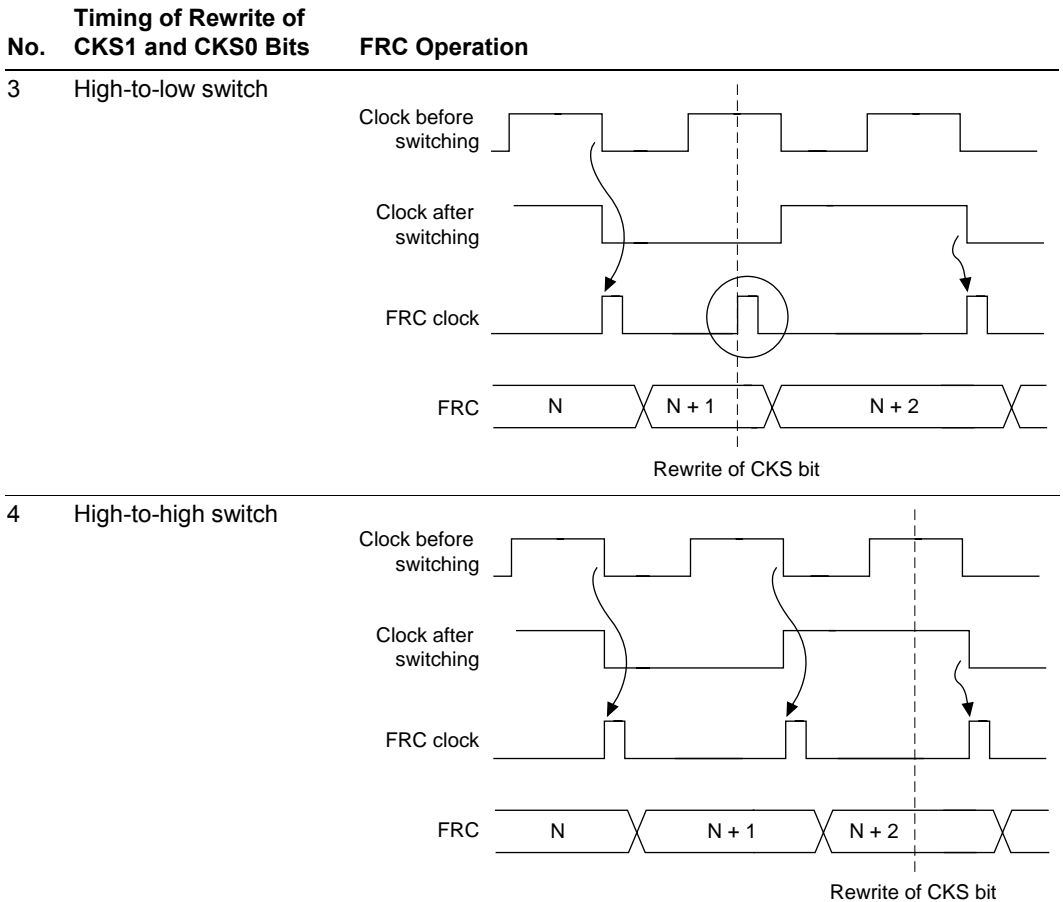 Timing of Rewrite of
No. CKS1 and CKS0 Bits FRC Operation
3 High-to-low switch
Clock before
switching
Clock after
switching
FRC clock
FRC N N + 1 N + 2
Rewrite of CKS bit
4 High-to-high switch
Clock before
switching
Clock after
switching
FRC clock
FRC N N + 1 N + 2
Rewrite of CKS bit